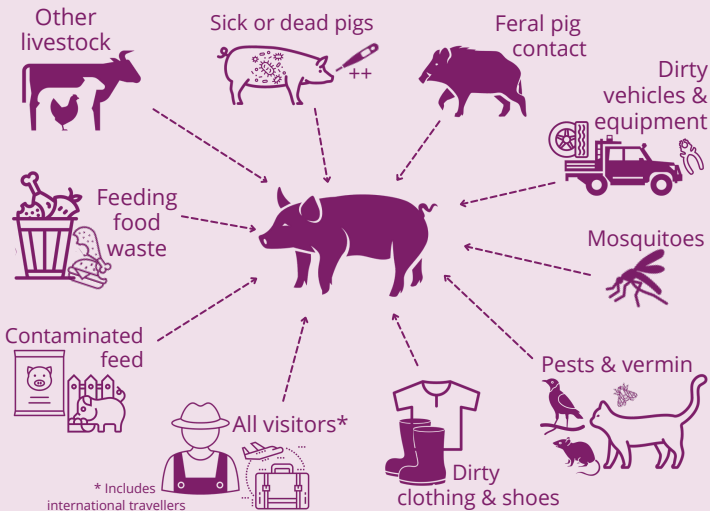 Other
livestock
Sick or dead pigs
++
Feral pig
contact
Dirty
vehicles &
equipment
Feeding
food
waste
Mosquitoes
Contaminated
feed
Pests & vermin
All visitors*
* Includes
international travellers
Dirty
clothing & shoes